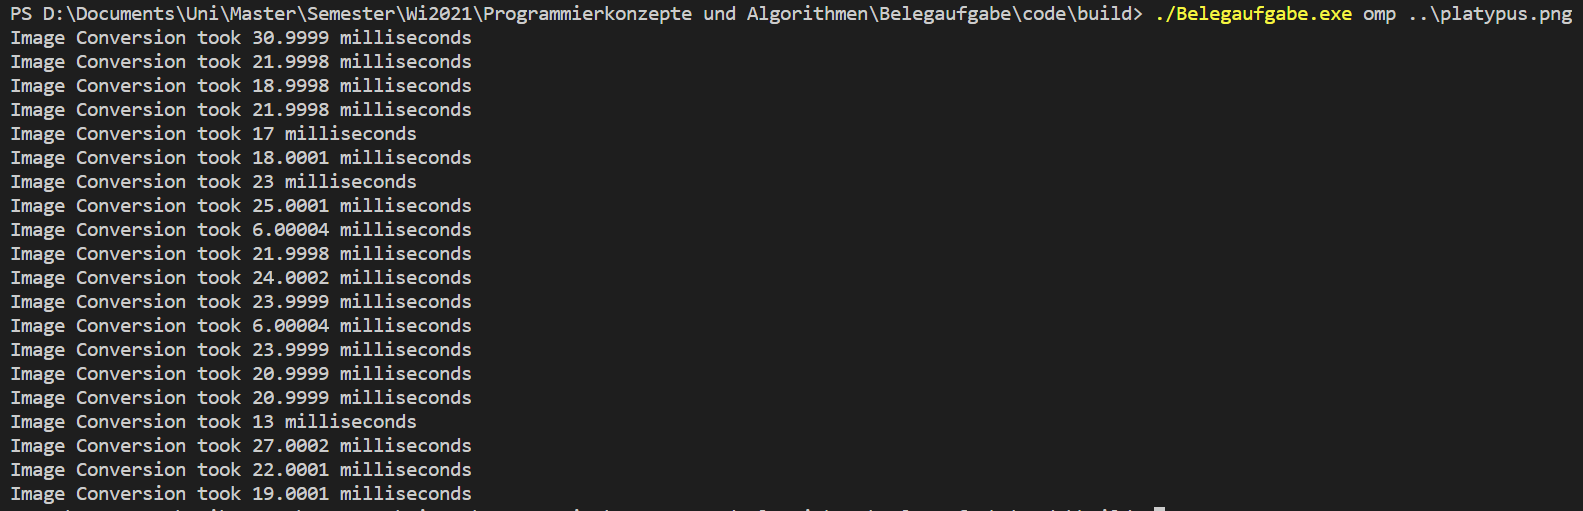 PS D:\Documents\Uni\Master\Semester\Wi2021\Programmierkonzepte und Algorithmen\Belegaufgabe\code\build> ./Belegaufgabe.exe omp ..\platypus.png
Image Conversion took 30.9999 milliseconds
Image Conversion took 21.9998 milliseconds
Image Conversion took 18.9998 milliseconds
Image Conversion took 21.9998 milliseconds
Image Conversion took 17 milliseconds
Image Conversion took 18.0001 milliseconds
Image Conversion took 23 milliseconds
Image Conversion took 25.0001 milliseconds
Image Conversion took 6.00004 milliseconds
Image Conversion took 21.9998 milliseconds
Image Conversion took 24.0002 milliseconds
Image Conversion took 23.9999 milliseconds
Image Conversion took 6.00004 milliseconds
Image Conversion took 23.9999 milliseconds
Image Conversion took 20.9999 milliseconds
Image Conversion took 20.9999 milliseconds
Image Conversion took 13 milliseconds
Image Conversion took 27.0002 milliseconds
Image Conversion took 22.0001 milliseconds
Image Conversion took 19.0001 milliseconds